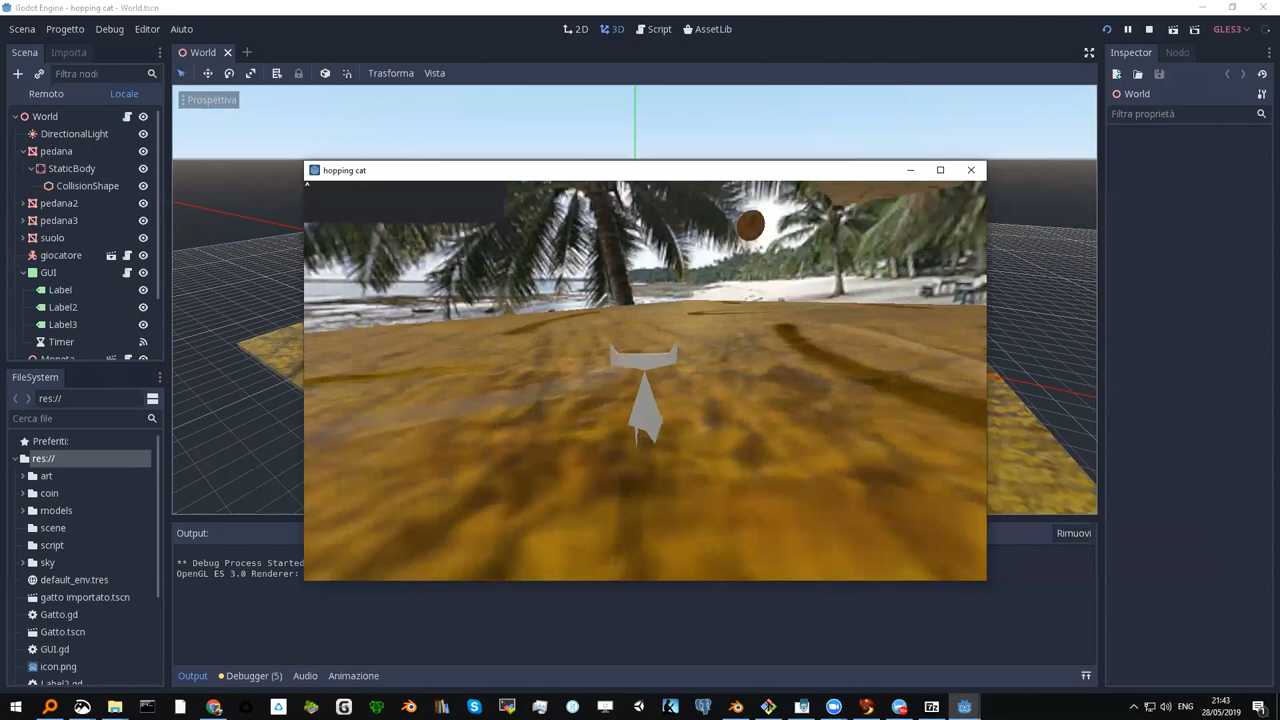 Godot Engine - hopping cat - World.tscn
Scena Progetto Debug Editor Aiuto
2D 3D Script AssetLib
GLES3
Scena Importa
World
Inspector Nodo
Filtra nodi
Trasforma Vista
Remoto Locale
World
Prospettiva
Filtra proprietà
World
DirectionalLight
pedana
StaticBody
CollisionShape
pedana2
pedana3
suolo
giocatore
GUI
Label
Label2
Label3
Timer
Moneta
hopping cat
^
FileSystem
res://
Cerca file
Preferiti:
res://
art
coin
models
scene
script
sky
default_env.tres
gatto importato.tscn
Gatto.gd
Gatto.tscn
GUI.gd
icon.png
Label2.gd
Output:
Rimuovi
** Debug Process Started
OpenGL ES 3.0 Renderer:
Output Debugger (5) Audio Animazione
ENG
21:43
28/05/2019